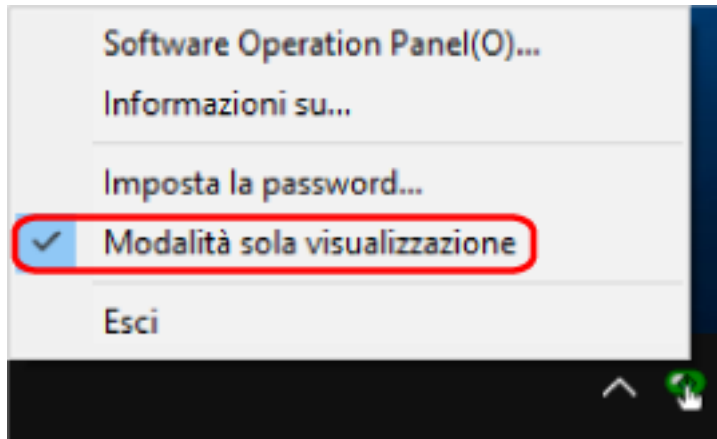 Software Operation Panel(O)...
Informazioni su...
Imposta la password...
Modalità sola visualizzazione
Esci